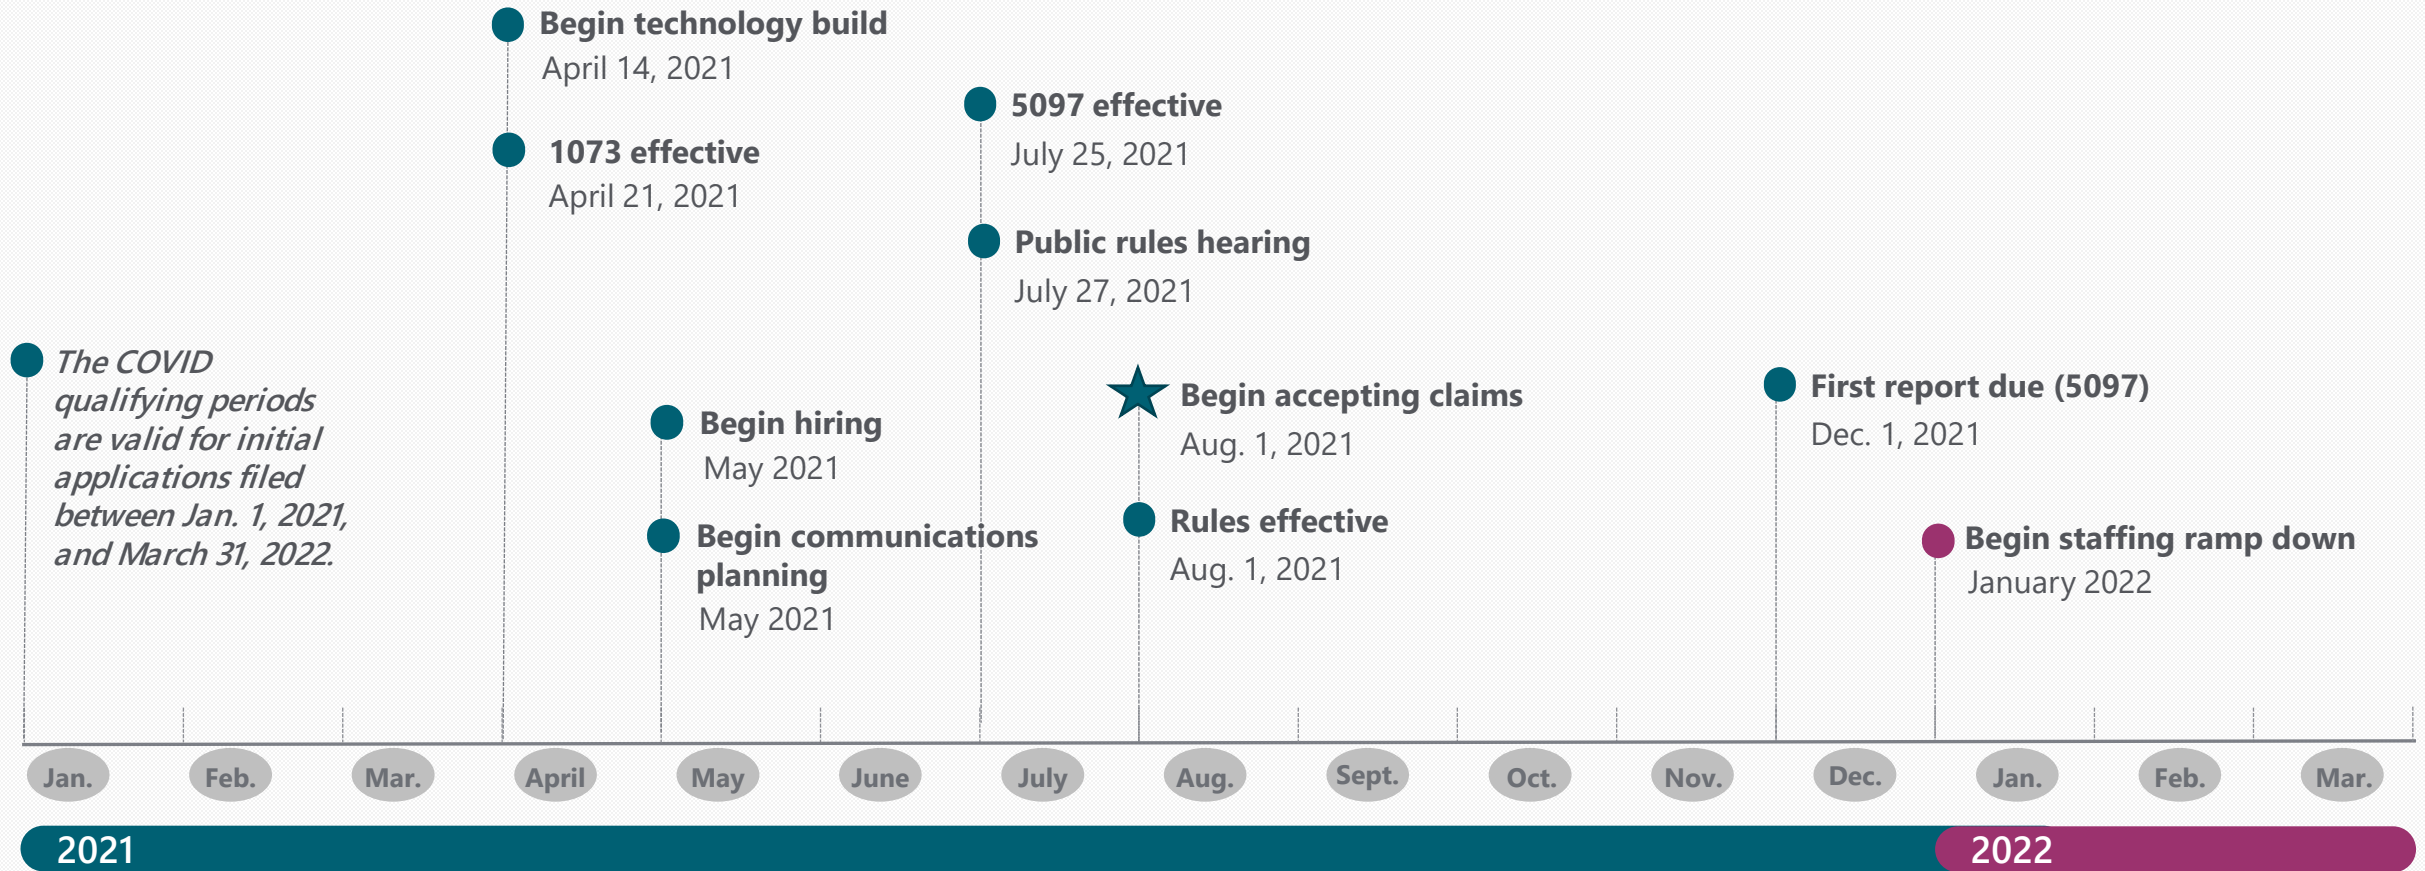 Begin technology build
April 14, 2021
1073 effective
April 21, 2021
5097 effective
July 25, 2021
Public rules hearing
July 27, 2021
The COVID
qualifying periods
are valid for initial
applications filed
between Jan. 1, 2021,
and March 31, 2022.
Begin hiring
May 2021
Begin communications
planning
May 2021
Begin accepting claims
Aug. 1, 2021
Rules effective
Aug. 1, 2021
First report due (5097)
Dec. 1, 2021
Begin staffing ramp down
January 2022
Jan. Feb. Mar. April May June July Aug. Sept. Oct. Nov. Dec. Jan. Feb. Mar.
2021 2022